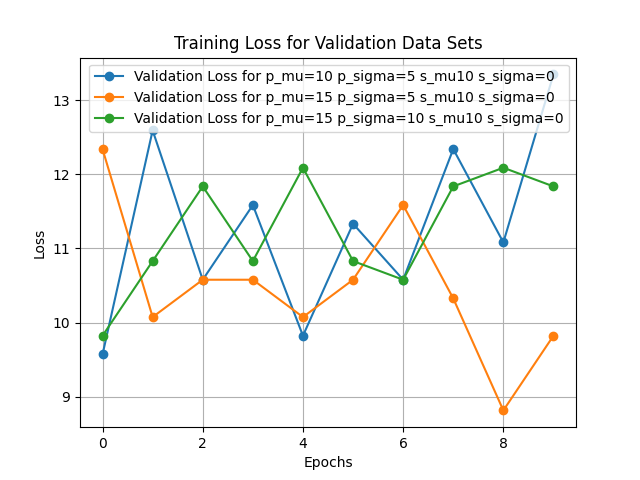 Training Loss for Validation Data Sets
Validation Loss for p_mu=10 p_sigma=5 s_mu10 s_sigma=0
Validation Loss for p_mu=15 p_sigma=5 s_mu10 s_sigma=0
Validation Loss for p_mu=15 p_sigma=10 s_mu10 s_sigma=0
13
12
11
10
9
Loss
0 2 4 6 8
Epochs